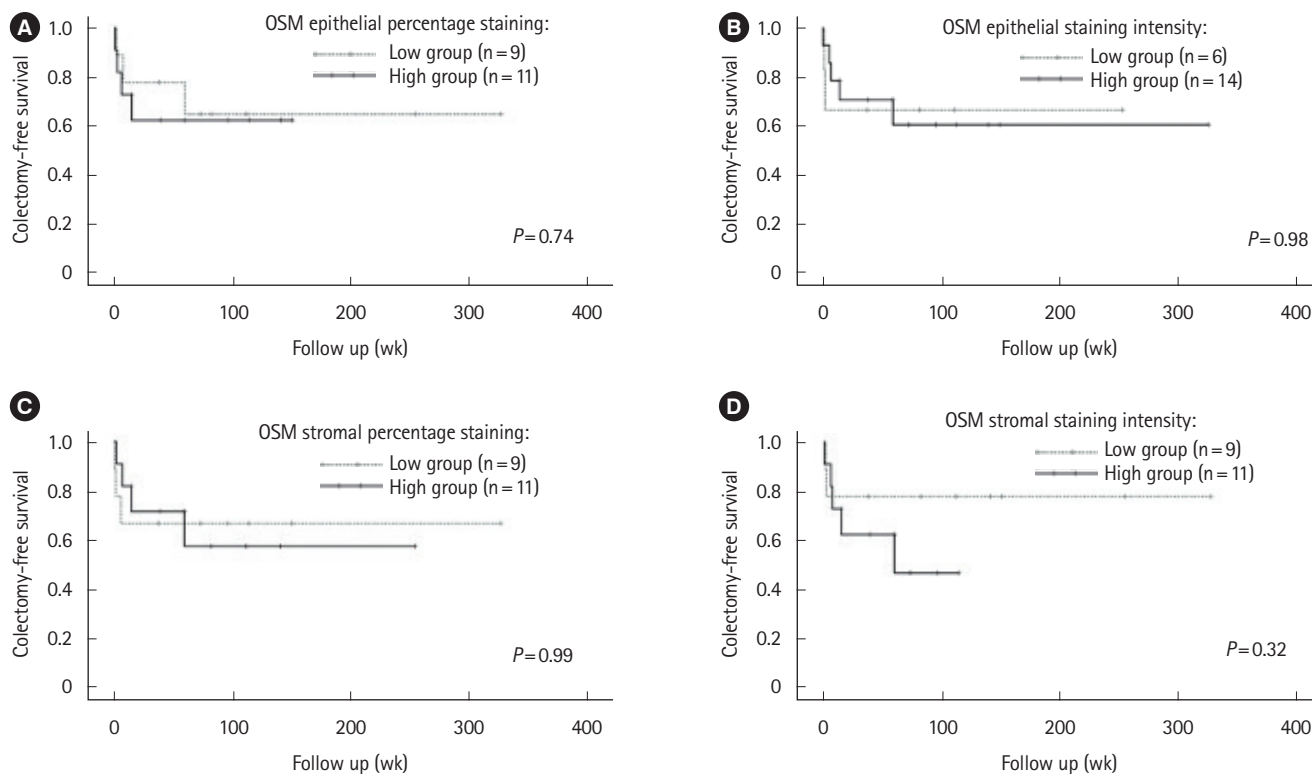 A
OSM epithelial percentage staining:
Low group (n=9)
High group (n=11)
1.0
0.8
0.6
0.4
0.2
0
Colectomy-free survival
P=0.74
0 100 200 300 400
Follow up (wk)
B
OSM epithelial staining intensity:
Low group (n=6)
High group (n=14)
1.0
0.8
0.6
0.4
0.2
0
Colectomy-free survival
P=0.98
0 100 200 300 400
Follow up (wk)
C
OSM stromal percentage staining:
Low group (n=9)
High group (n=11)
1.0
0.8
0.6
0.4
0.2
0
Colectomy-free survival
P=0.99
0 100 200 300 400
Follow up (wk)
D
OSM stromal staining intensity:
Low group (n=9)
High group (n=11)
1.0
0.8
0.6
0.4
0.2
0
Colectomy-free survival
P=0.32
0 100 200 300 400
Follow up (wk)